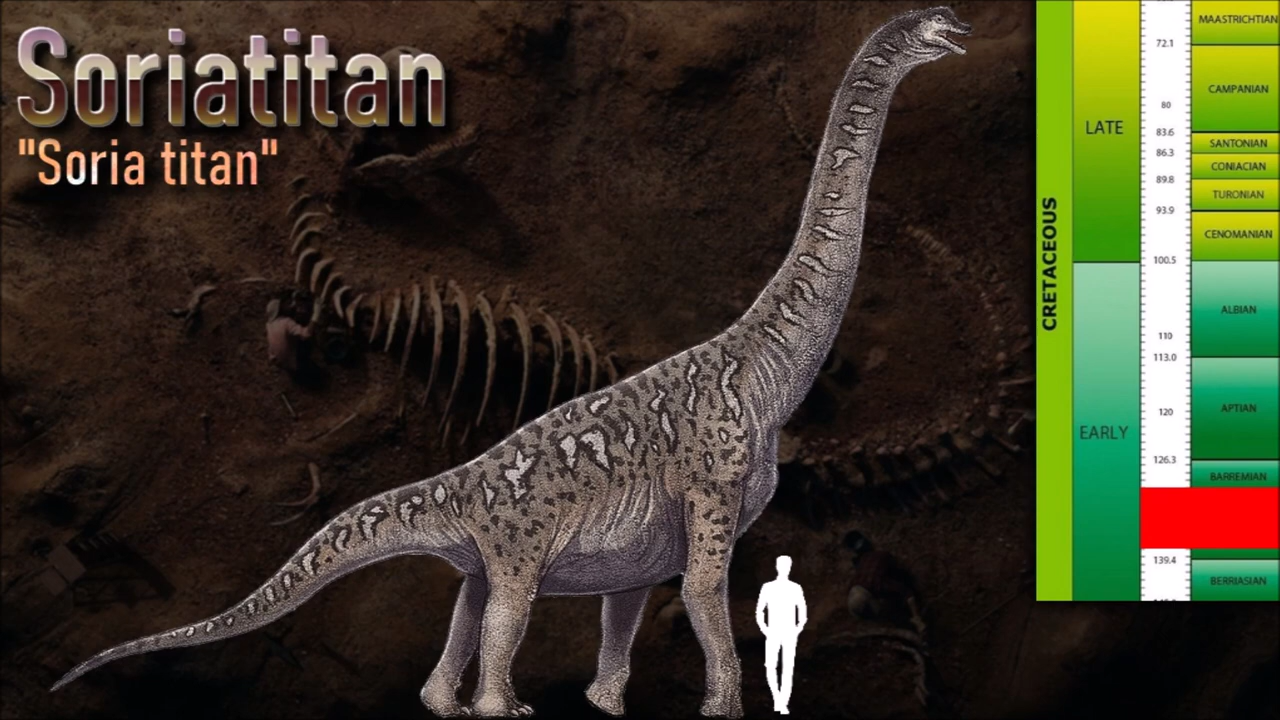 Soriatitan
"Soria titan"
CRETACEOUS
LATE
EARLY
72.1
80
83.6
86.3
89.8
93.9
100.5
110
113.0
120
126.3
139.4
MAASTRICHTIAN
CAMPANIAN
SANTONIAN
CONIACIAN
TURONIAN
CENOMANIAN
ALBIAN
APTIAN
BARREMIAN
BERRIASIAN